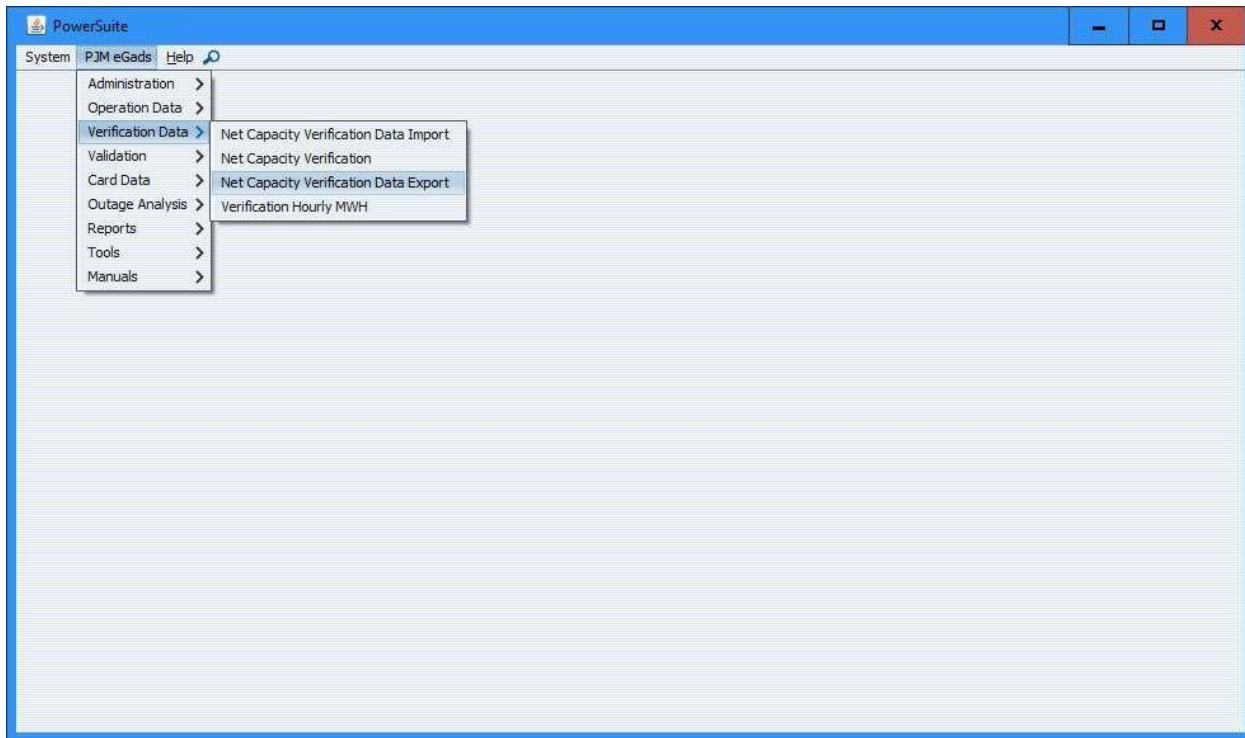 PowerSuite
System PJM eGads Help
Administration
Operation Data
Verification Data
Validation
Card Data
Outage Analysis
Reports
Tools
Manuals
Net Capacity Verification Data Import
Net Capacity Verification
Net Capacity Verification Data Export
Verification Hourly MWH